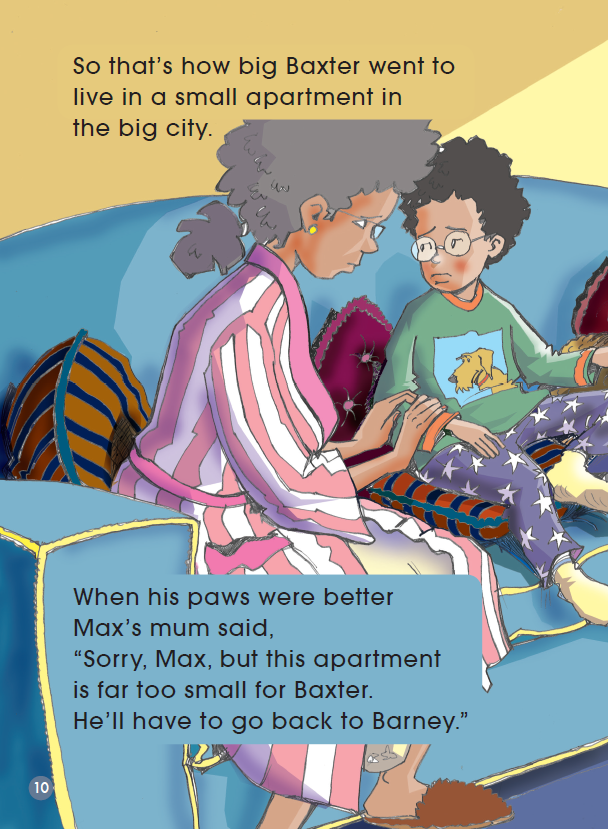 So that’s how big Baxter went to
live in a small apartment in
the big city.
When his paws were better
Max’s mum said,
“Sorry, Max, but this apartment
is far too small for Baxter.
He’ll have to go back to Barney.”
10